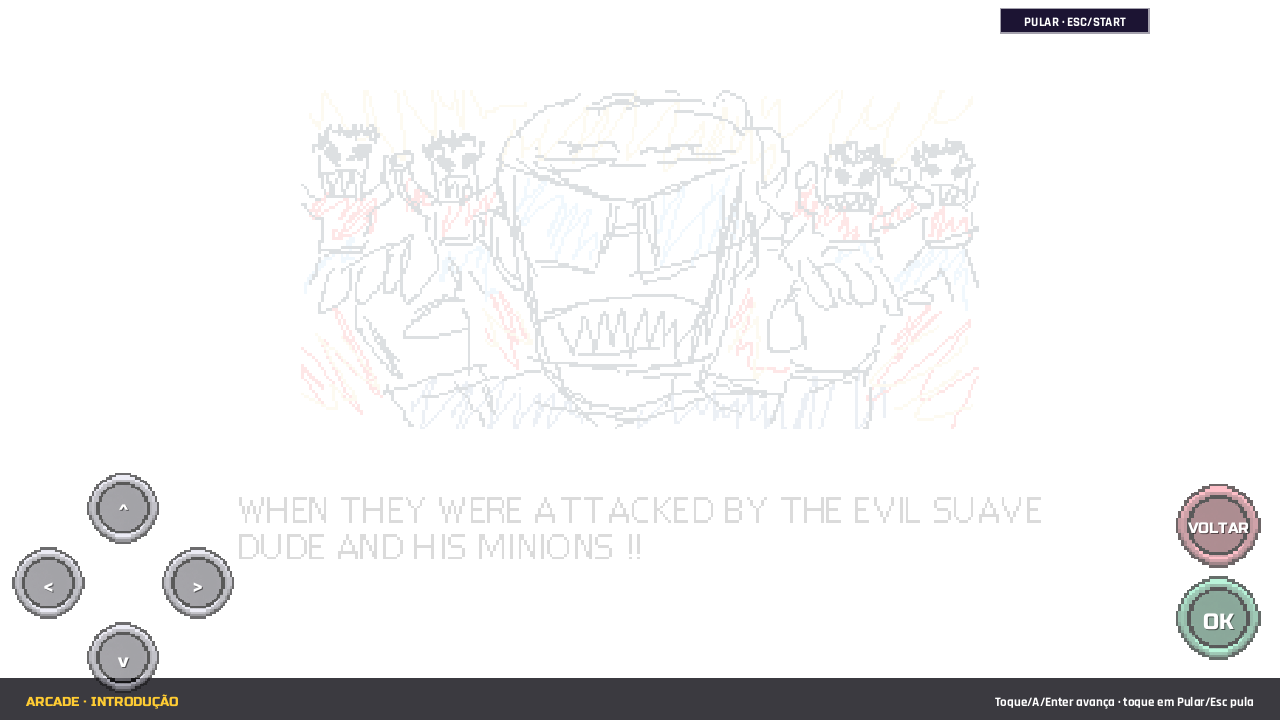 PULAR · ESC/START
WHEN THEY WERE ATTACKED BY THE EVIL SUAVE
DUDE AND HIS MINIONS !!
^
<
>
v
VOLTAR
OK
ARCADE · INTRODUÇÃO
Toque/A/Enter avança · toque em Pular/Esc pula